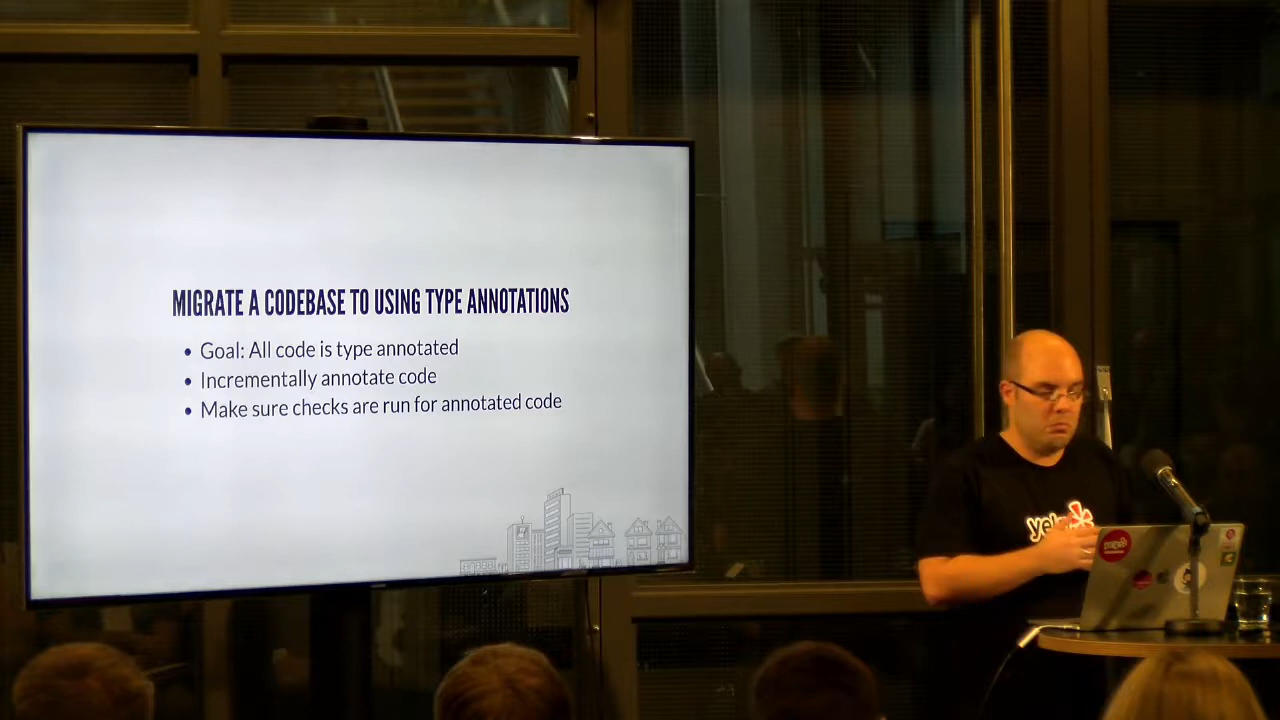 MIGRATE A CODEBASE TO USING TYPE ANNOTATIONS
• Goal: All code is type annotated
• Incrementally annotate code
• Make sure checks are run for annotated code
yelp